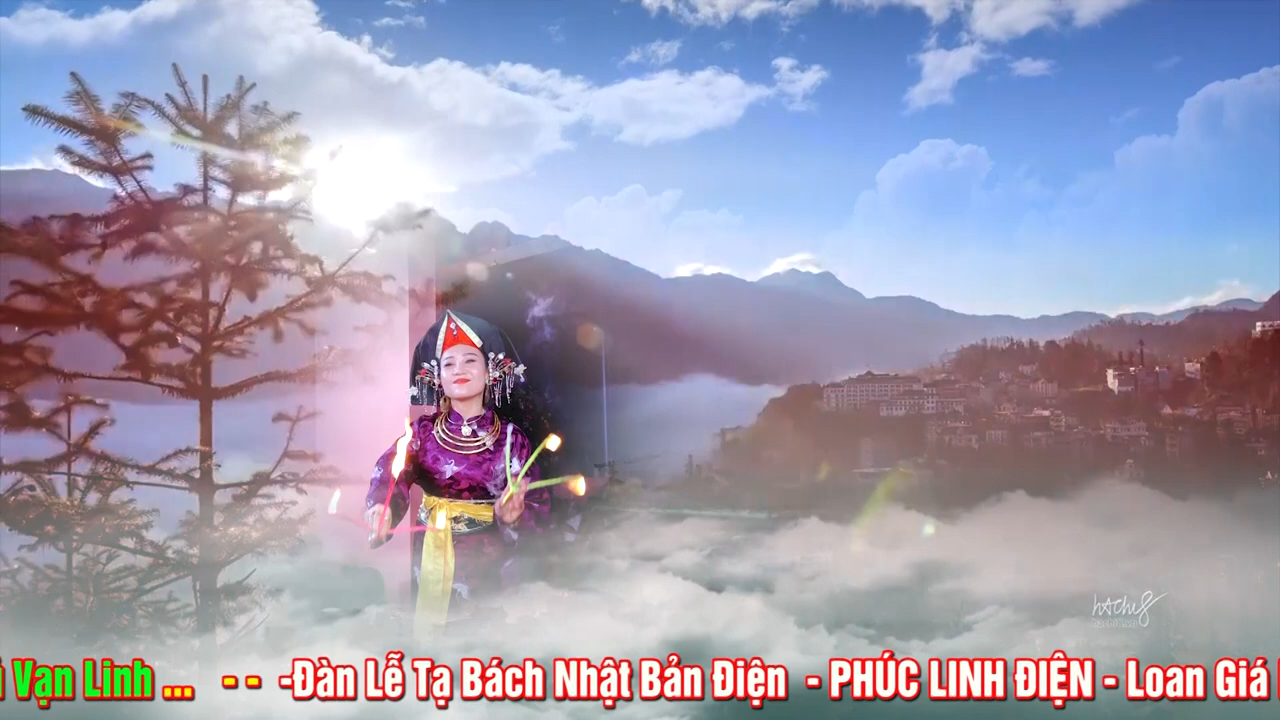 Vạn Linh ... - - -Đàn Lễ Tạ Bách Nhật Bản Điện - PHÚC LINH ĐIỆN - Loan Giá